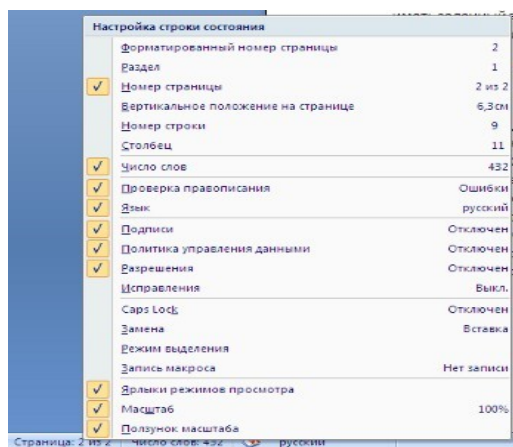 Настройка строки состояния
Форматированный номер страницы 2
Раздел 1
Номер страницы 2 из 2
Вертикальное положение на странице 6,3см
Номер строки 9
Столбец 11
Число слов 432
Проверка правописания Ошибки
Язык русский
Подписи Отключен
Политика управления данными Отключен
Разрешения Отключен
Исправления Выкл.
Caps Lock Отключен
Замена Вставка
Режим выделения
Запись макроса Нет записи
Ярлыки режимов просмотра
Масштаб 100%
Ползунок масштаба
Страница: 2 из 2 Число слов: 432 русский